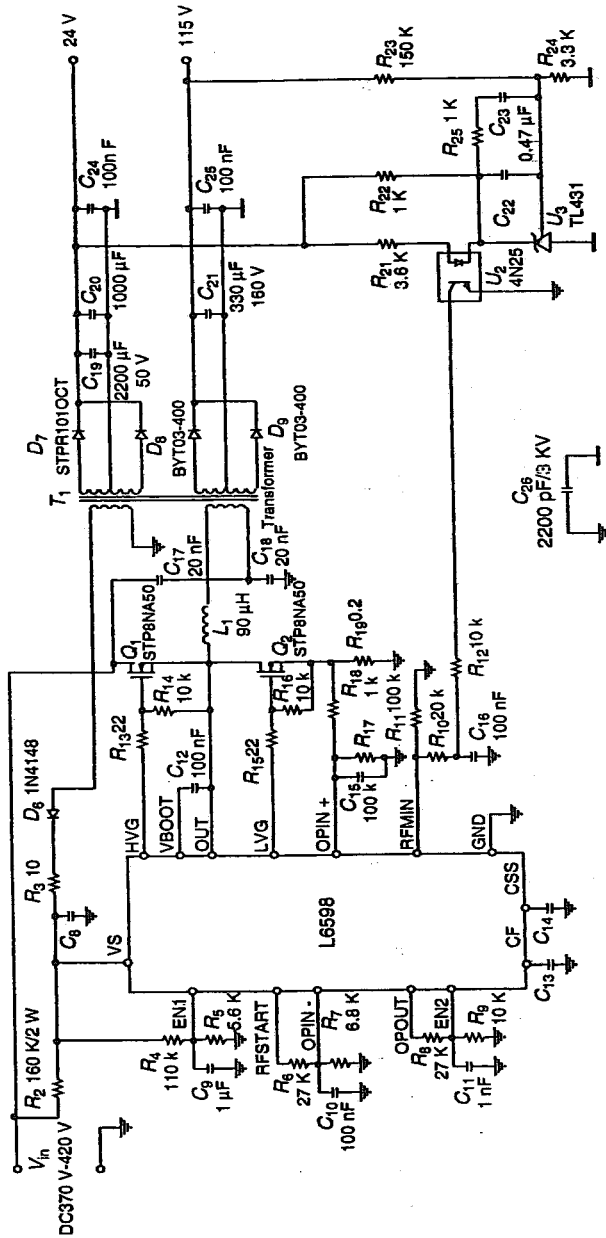 24 V
115 V
R23
150 K
R24
3.3 K
C24
100n F
C25
100 nF
R22
1 K
R25 1 K
C23
0.47 μF
C22
U3
TL431
C20
1000 μF
C21
330 μF
160 V
R21
3.6 K
U2
4N25
C19
2200 μF
50 V
D7
STPR101OCT
D8
BYT03-400
D9
BYT03-400
T1
Transformer
C17
20 nF
C18
20 nF
C26
2200 pF/3 KV
L1
90 μH
Q1
STP8NA50
Q2
STP8NA50
R14
10 k
R16
10 k
R13 22
C12
100 nF
R15 22
R19 0.2
R18
1 k
R17
R11 100 k
C15
100 k
R12 10 k
R10 20 k
C16
100 nF
D6 1N4148
R3 10
C8
HVG
VBOOT
OUT
LVG
OPIN +
RFMIN
GND
VS
L6598
CSS
CF
C14
C13
EN1
RFSTART
OPIN -
OPOUT
EN2
R2 160 K/2 W
R4
110 k
R5
5.6 K
C9
1 μF
R6
27 K
R7
6.8 K
C10
100 nF
R8
27 K
R9
10 K
C11
1 nF
Vin
DC370 V-420 V